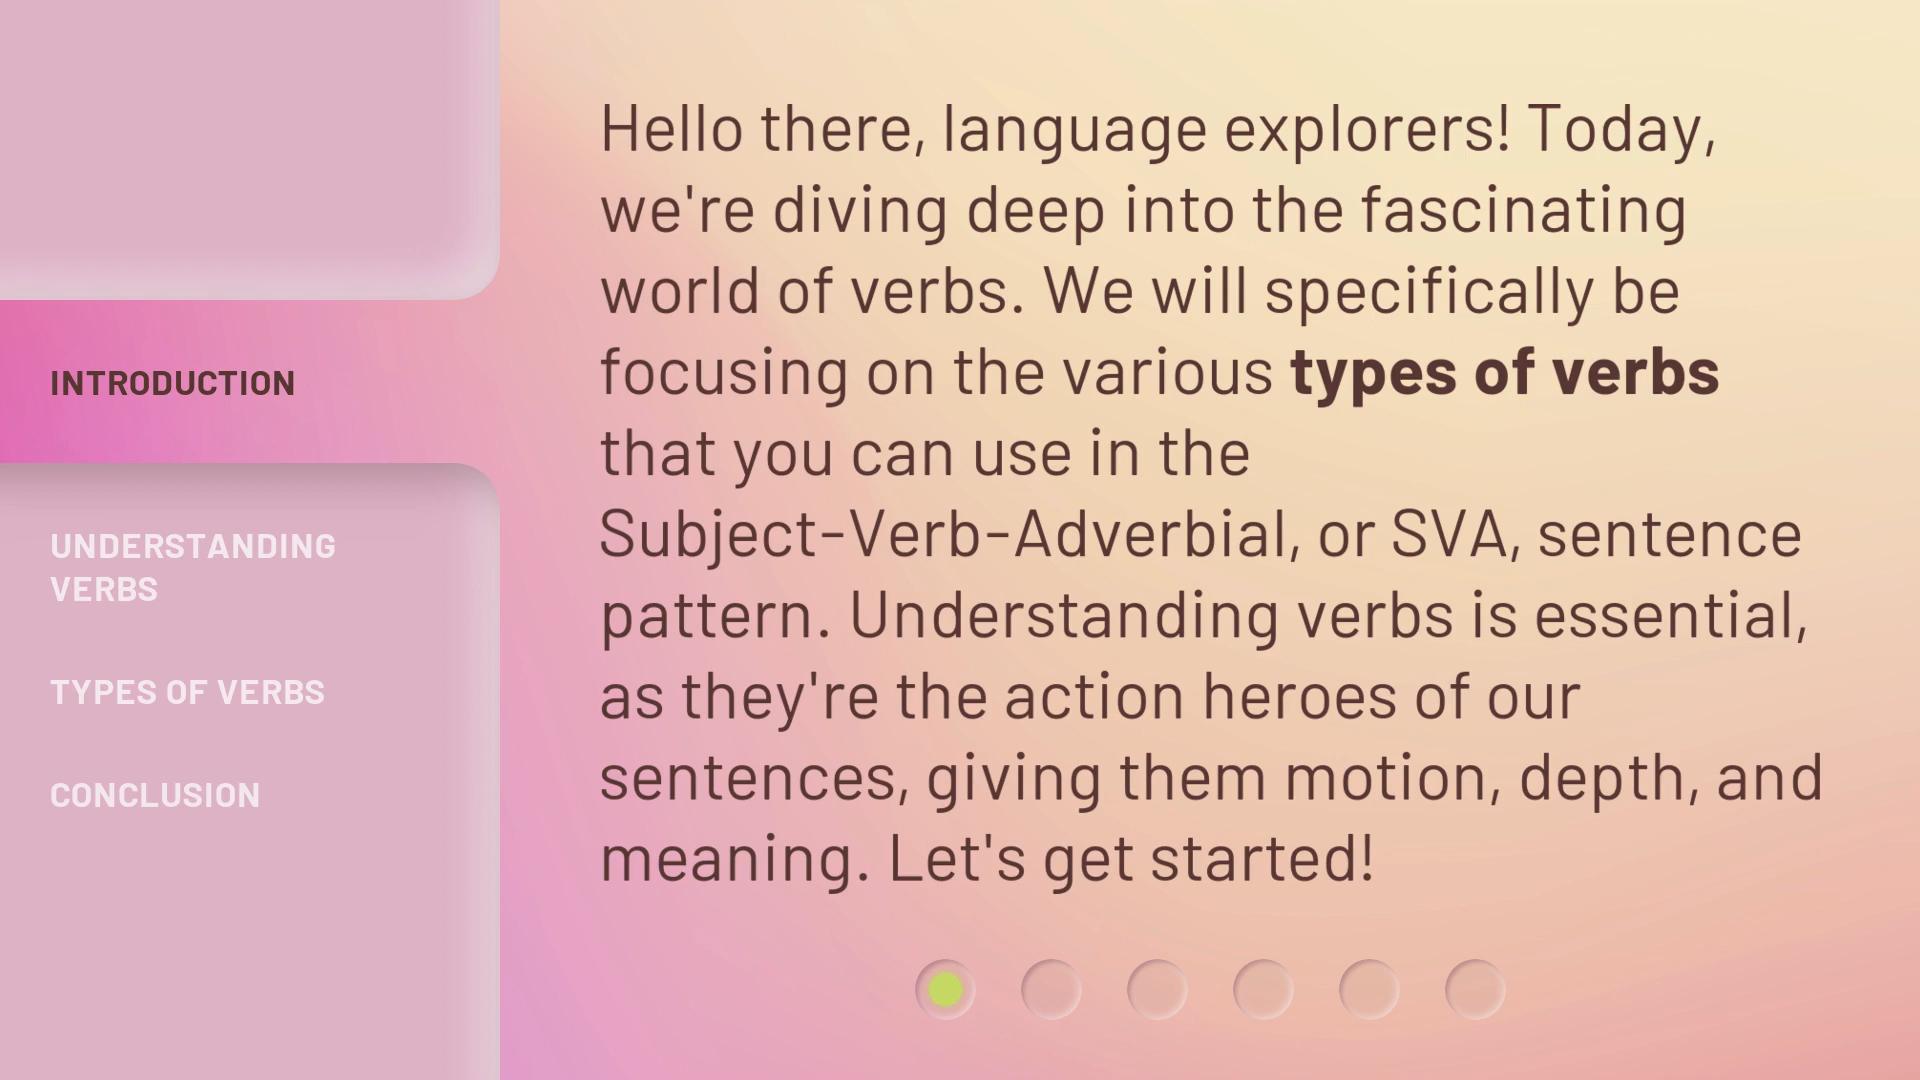 INTRODUCTION
UNDERSTANDING
VERBS
TYPES OF VERBS
CONCLUSION
Hello there, language explorers! Today,
we're diving deep into the fascinating
world of verbs. We will specifically be
focusing on the various types of verbs
that you can use in the
Subject-Verb-Adverbial, or SVA, sentence
pattern. Understanding verbs is essential,
as they're the action heroes of our
sentences, giving them motion, depth, and
meaning. Let's get started!